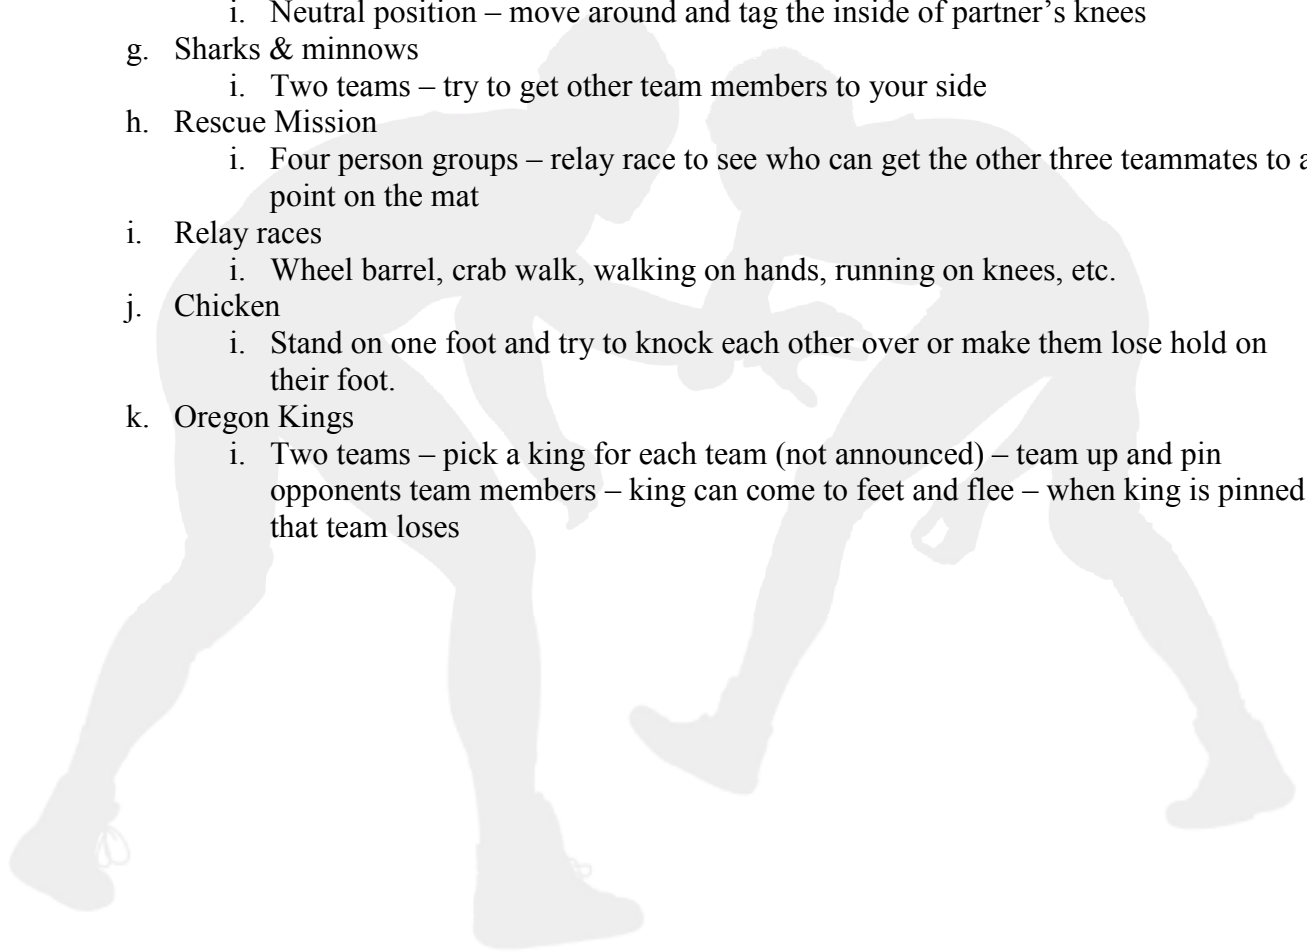 i. Neutral position – move around and tag the inside of partner’s knees
g. Sharks & minnows
i. Two teams – try to get other team members to your side
h. Rescue Mission
i. Four person groups – relay race to see who can get the other three teammates to a
point on the mat
i. Relay races
i. Wheel barrel, crab walk, walking on hands, running on knees, etc.
j. Chicken
i. Stand on one foot and try to knock each other over or make them lose hold on
their foot.
k. Oregon Kings
i. Two teams – pick a king for each team (not announced) – team up and pin
opponents team members – king can come to feet and flee – when king is pinned
that team loses